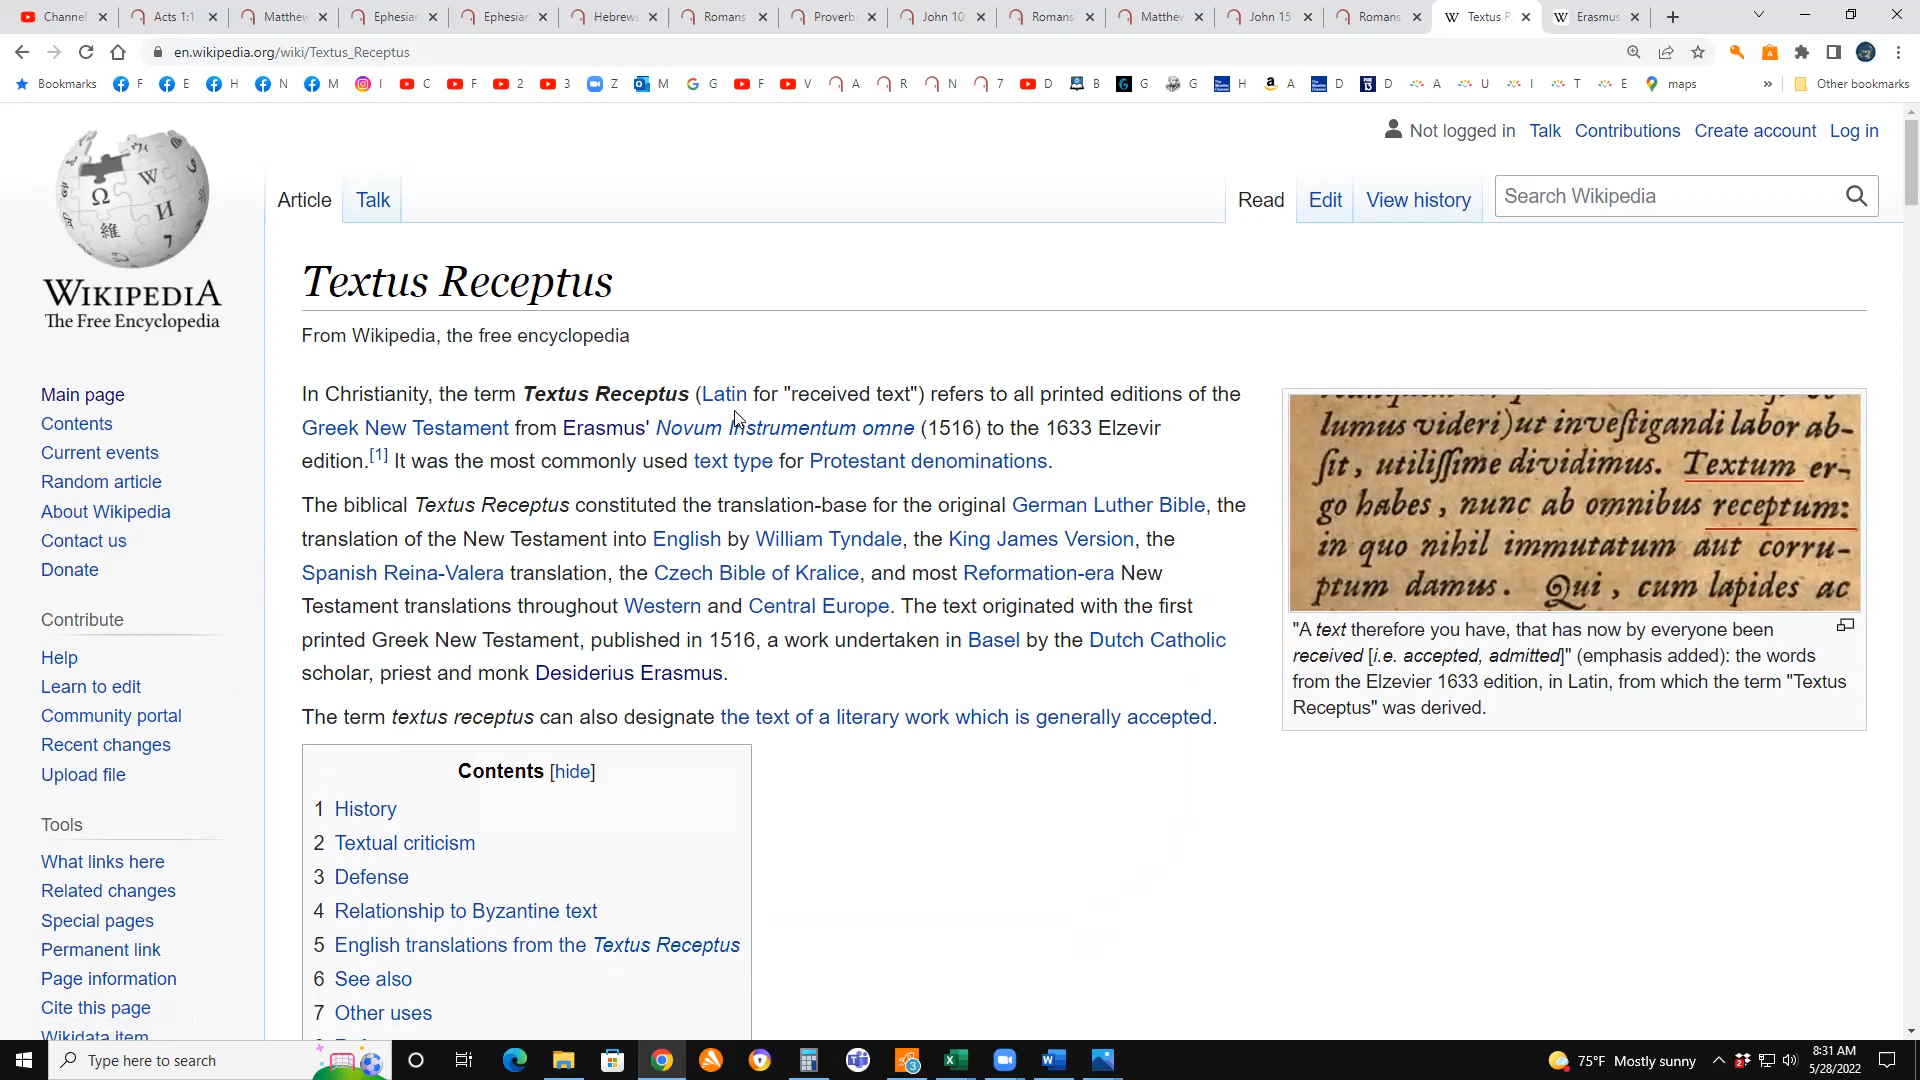 Channel
Acts 1:1
Matthew
Ephesian
Ephesian
Hebrews
Romans
Proverbs
John 10
Romans
Matthew
John 15
Romans
Textus R
Erasmus
en.wikipedia.org/wiki/Textus_Receptus
Bookmarks F E H N M I C F 2 3 Z M G F V A R N 7 D B G G H A D D A U I T E maps » Other bookmarks
Not logged in Talk Contributions Create account Log in
Article Talk Read Edit View history Search Wikipedia
WIKIPEDIA
The Free Encyclopedia
Main page
Contents
Current events
Random article
About Wikipedia
Contact us
Donate
Contribute
Help
Learn to edit
Community portal
Recent changes
Upload file
Tools
What links here
Related changes
Special pages
Permanent link
Page information
Cite this page
Wikidata item
Textus Receptus
From Wikipedia, the free encyclopedia
In Christianity, the term Textus Receptus (Latin for "received text") refers to all printed editions of the
Greek New Testament from Erasmus' Novum Instrumentum omne (1516) to the 1633 Elzevir
edition.[1] It was the most commonly used text type for Protestant denominations.
The biblical Textus Receptus constituted the translation-base for the original German Luther Bible, the
translation of the New Testament into English by William Tyndale, the King James Version, the
Spanish Reina-Valera translation, the Czech Bible of Kralice, and most Reformation-era New
Testament translations throughout Western and Central Europe. The text originated with the first
printed Greek New Testament, published in 1516, a work undertaken in Basel by the Dutch Catholic
scholar, priest and monk Desiderius Erasmus.
The term textus receptus can also designate the text of a literary work which is generally accepted.
Contents [hide]
1 History
2 Textual criticism
3 Defense
4 Relationship to Byzantine text
5 English translations from the Textus Receptus
6 See also
7 Other uses
lumus videri) ut inveſtigandi labor ab-
ſit, utiliſſime dividimus. Textum er-
go habes, nunc ab omnibus receptum:
in quo nihil immutatum aut corru-
ptum damus. Qui, cum lapides ac
"A text therefore you have, that has now by everyone been
received [i.e. accepted, admitted]" (emphasis added): the words
from the Elzevier 1633 edition, in Latin, from which the term "Textus
Receptus" was derived.
Type here to search
3
75°F Mostly sunny
8:31 AM
5/28/2022